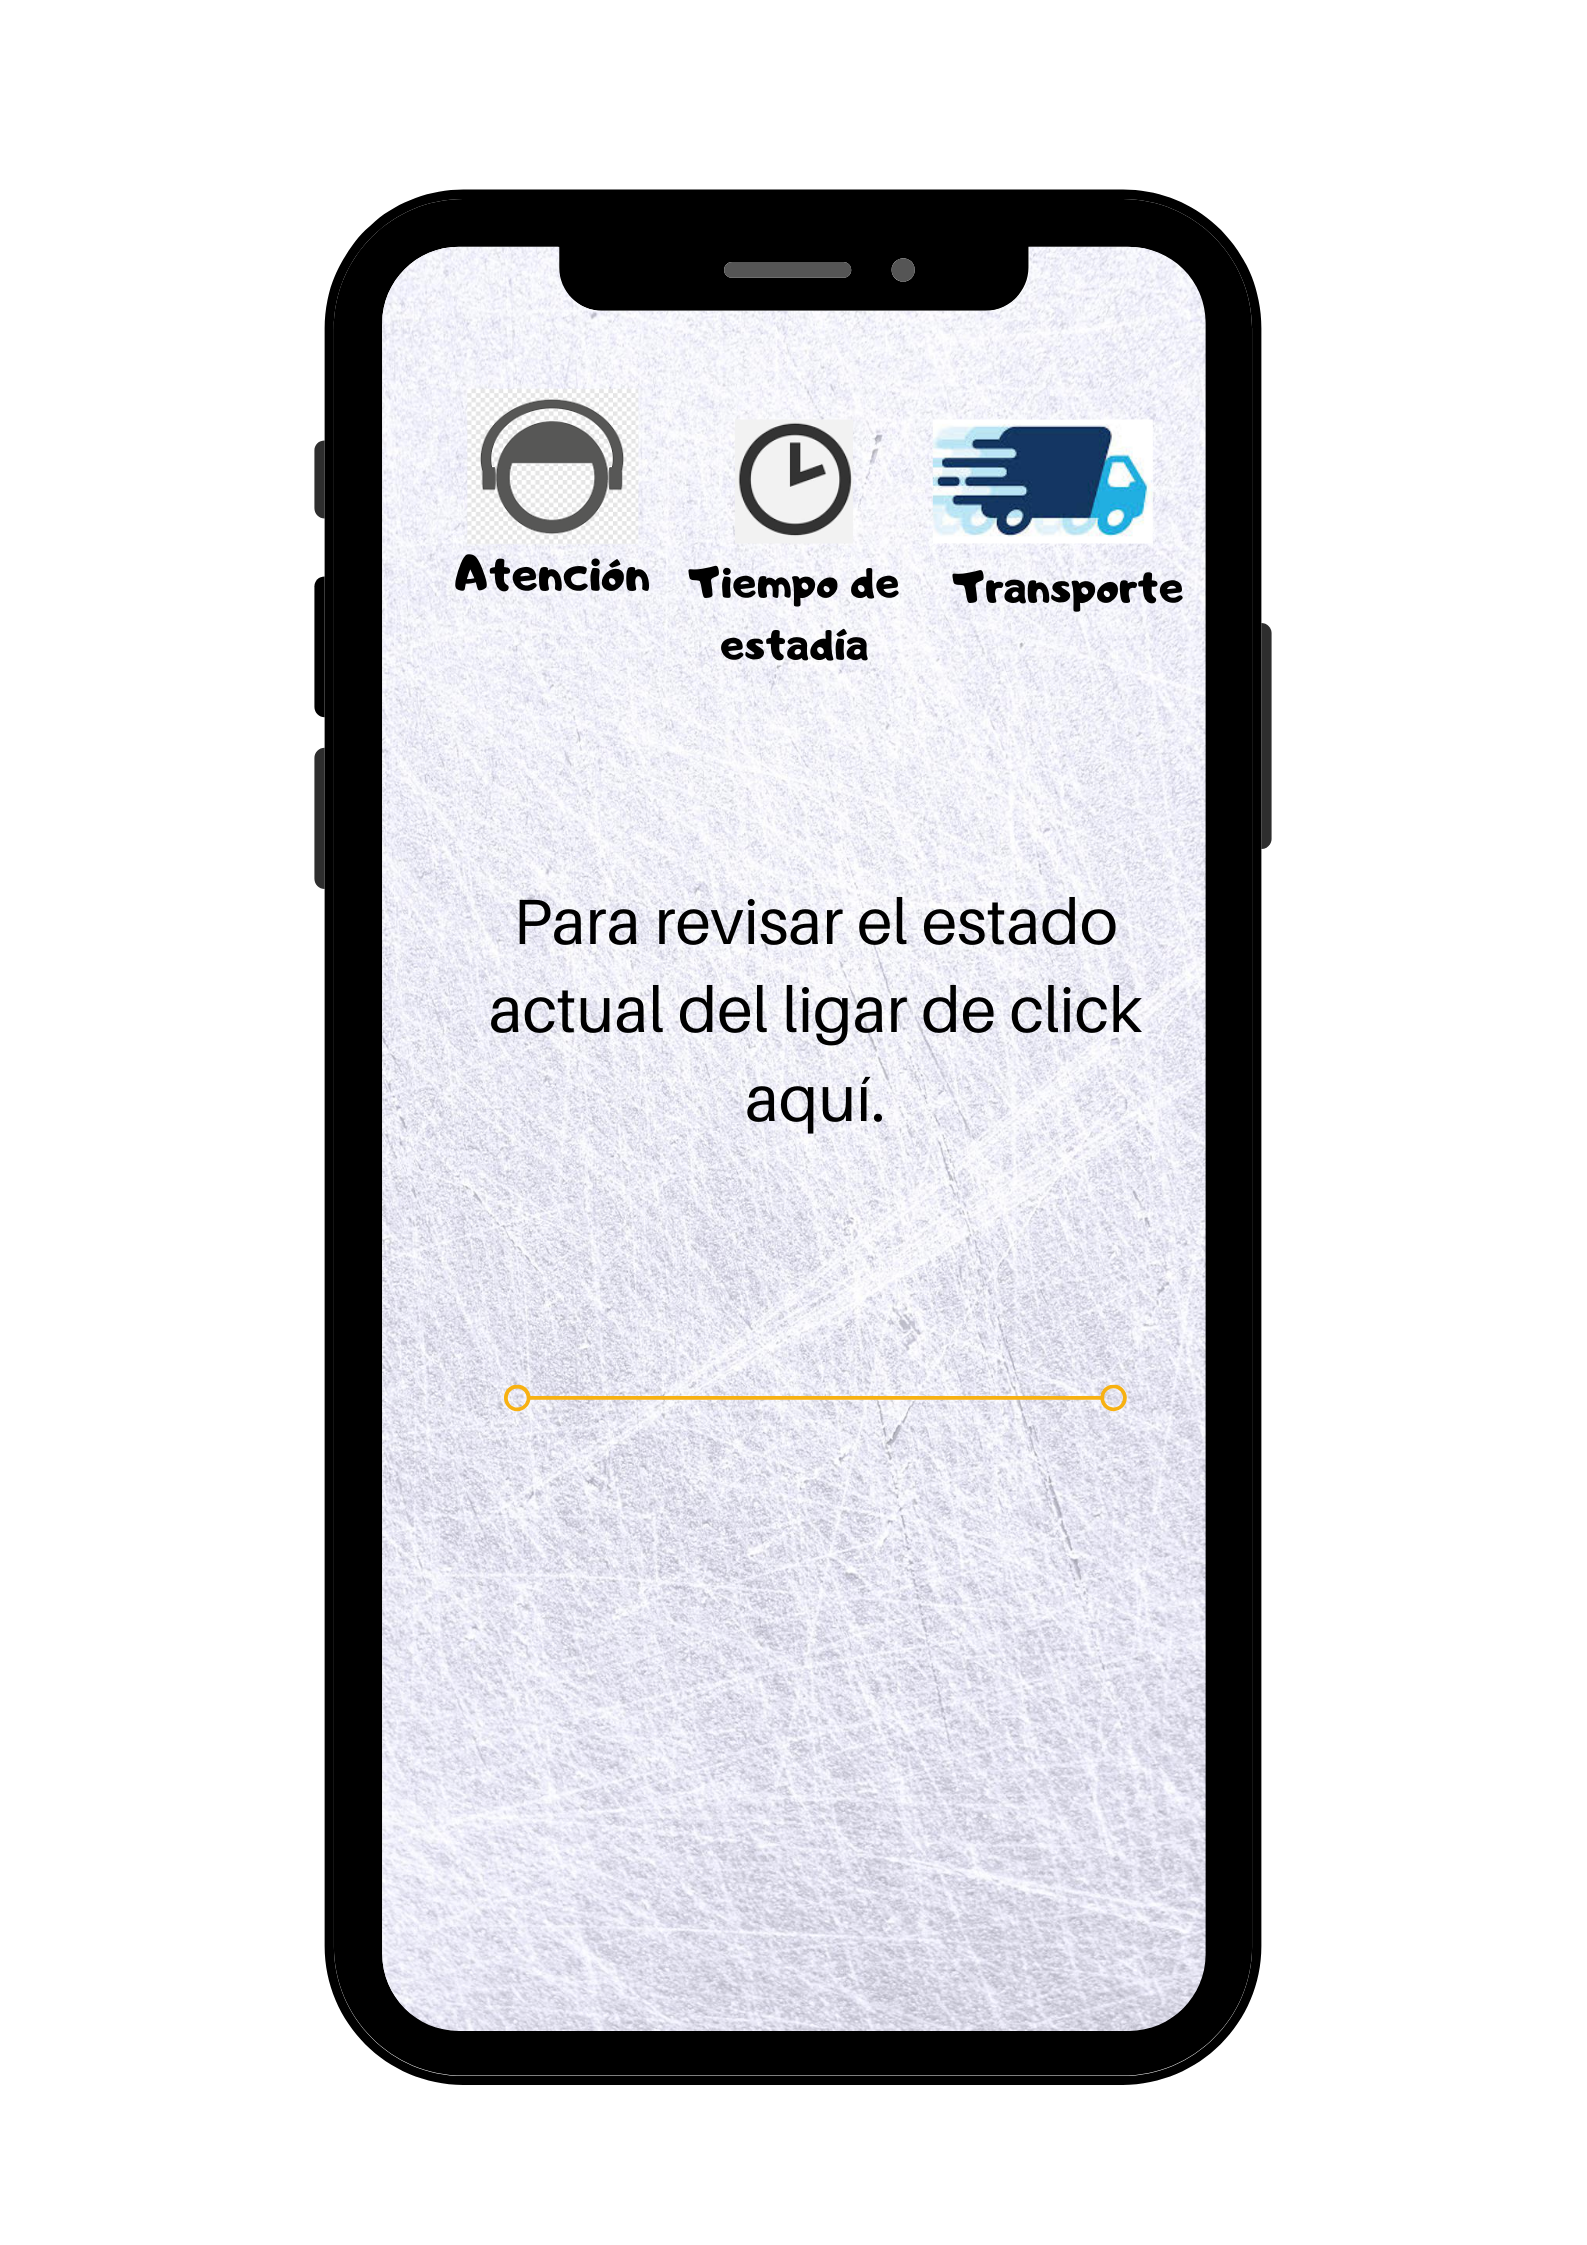 Atención
Tiempo de
estadía
Transporte
Para revisar el estado
actual del ligar de click
aquí.